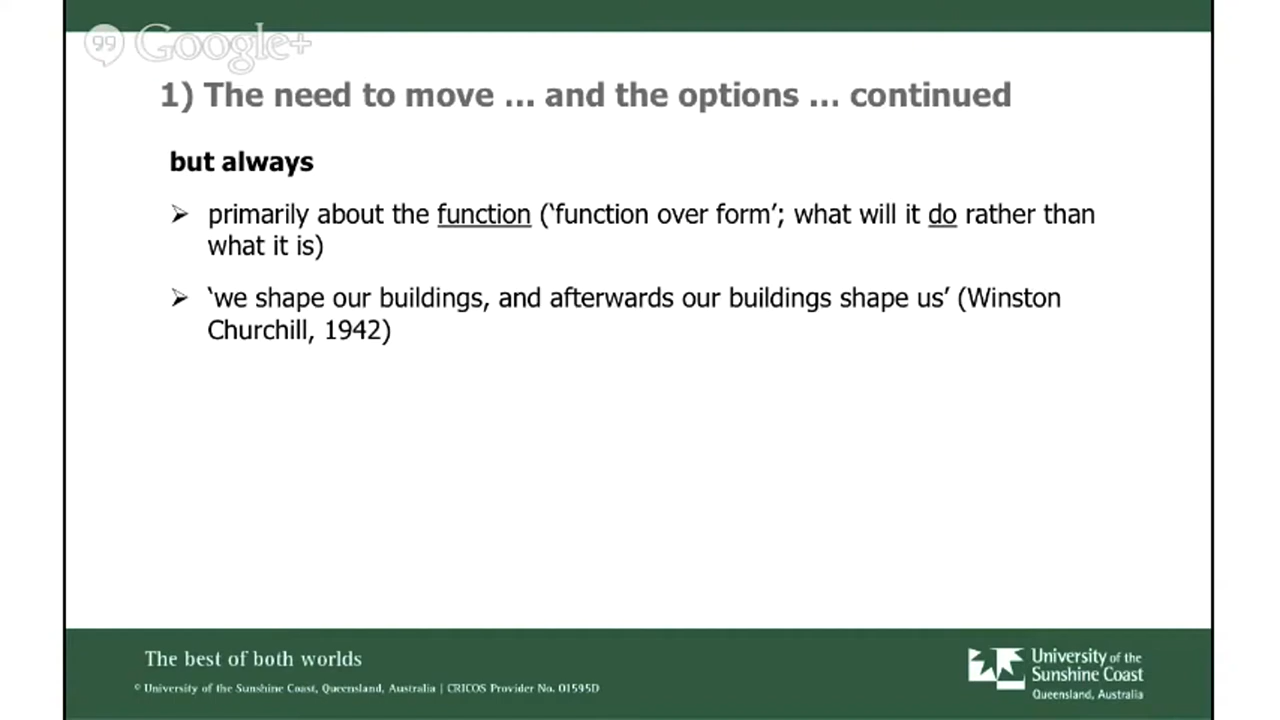 99 Google+
1) The need to move ... and the options ... continued
but always
➢ primarily about the function (‘function over form’; what will it do rather than
what it is)
➢ ‘we shape our buildings, and afterwards our buildings shape us’ (Winston
Churchill, 1942)
The best of both worlds
© University of the Sunshine Coast, Queensland, Australia | CRICOS Provider No. 01595D
University of the
Sunshine Coast
Queensland, Australia